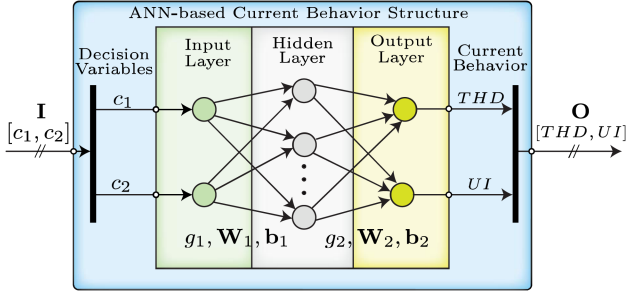 ANN-based Current Behavior Structure
Decision
Variables
Input
Layer
Hidden
Layer
Output
Layer
Current
Behavior
I
[c₁, c₂]
c₁
c₂
THD
UI
O
[THD, UI]
g₁, W₁, b₁
g₂, W₂, b₂